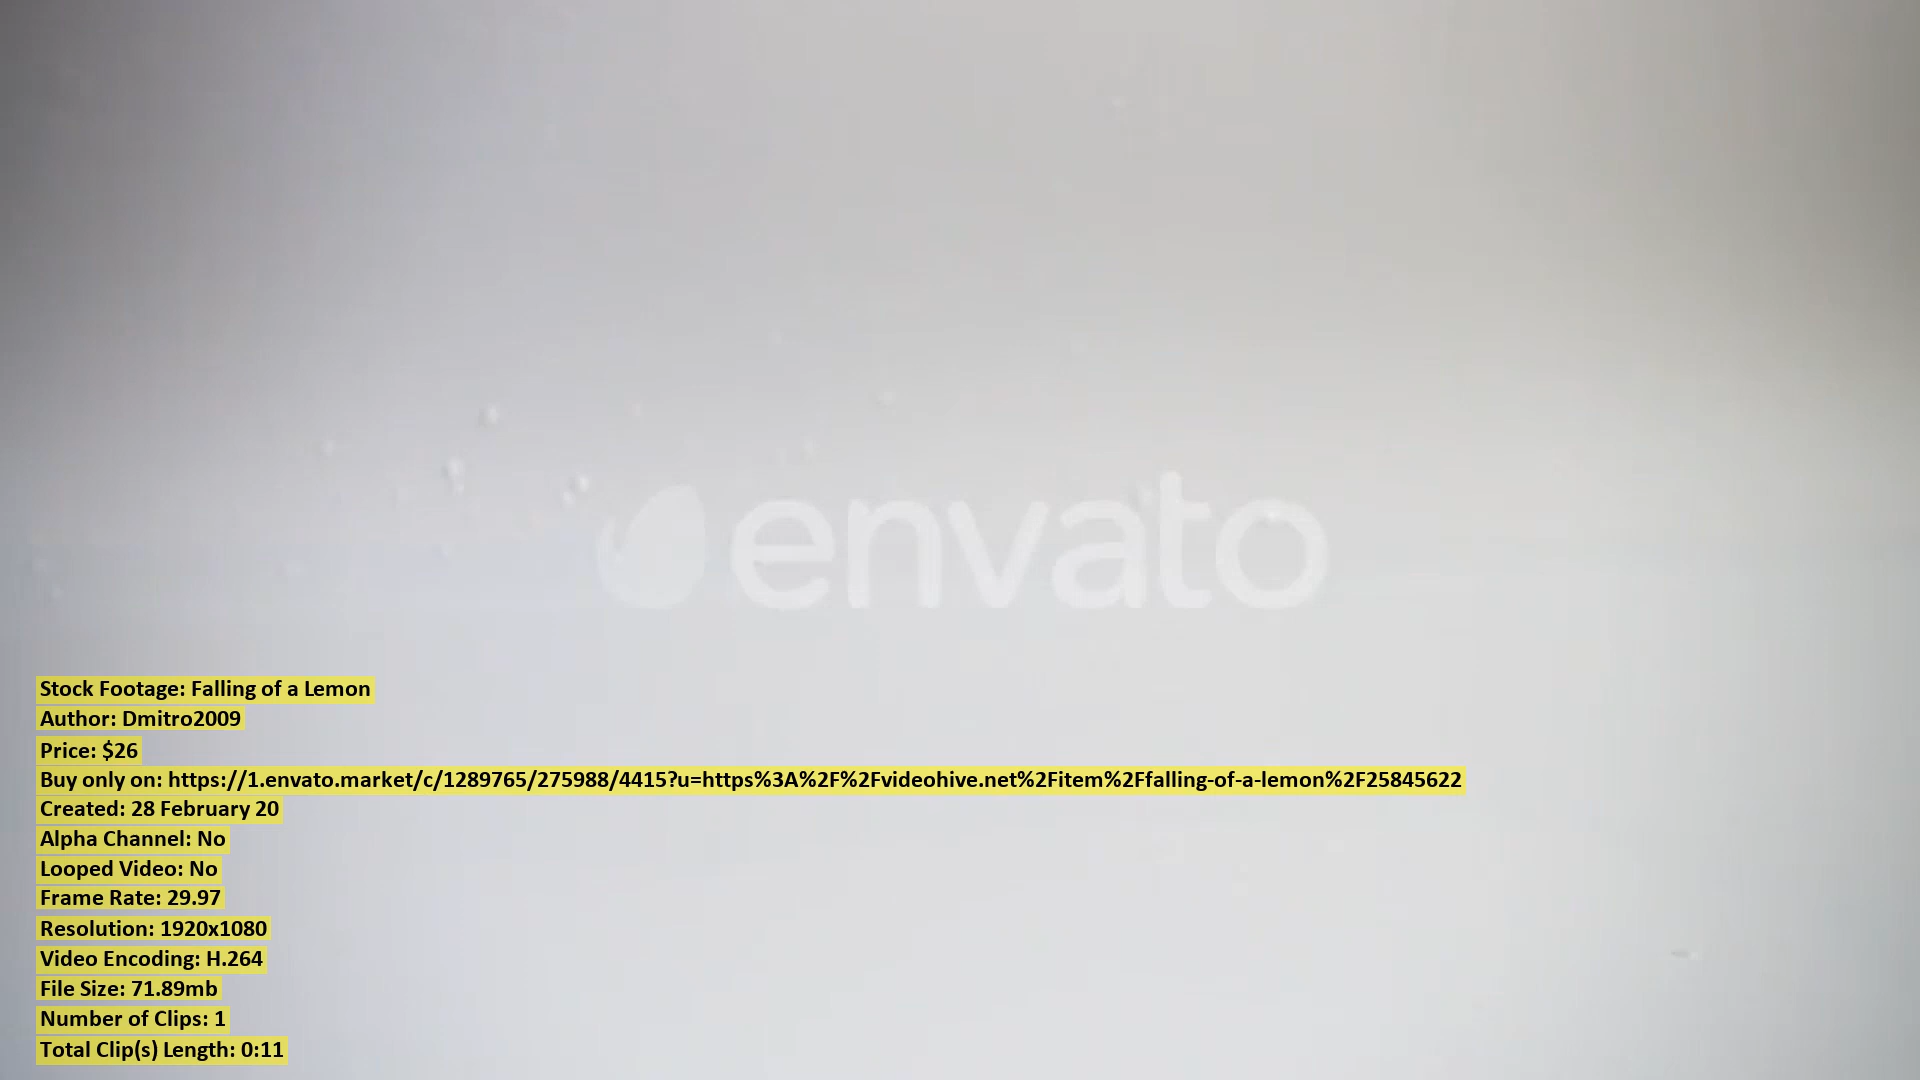 envato
Stock Footage: Falling of a Lemon
Author: Dmitro2009
Price: $26
Buy only on: https://1.envato.market/c/1289765/275988/4415?u=https%3A%2F%2Fvideohive.net%2Fitem%2Ffalling-of-a-lemon%2F25845622
Created: 28 February 20
Alpha Channel: No
Looped Video: No
Frame Rate: 29.97
Resolution: 1920x1080
Video Encoding: H.264
File Size: 71.89mb
Number of Clips: 1
Total Clip(s) Length: 0:11